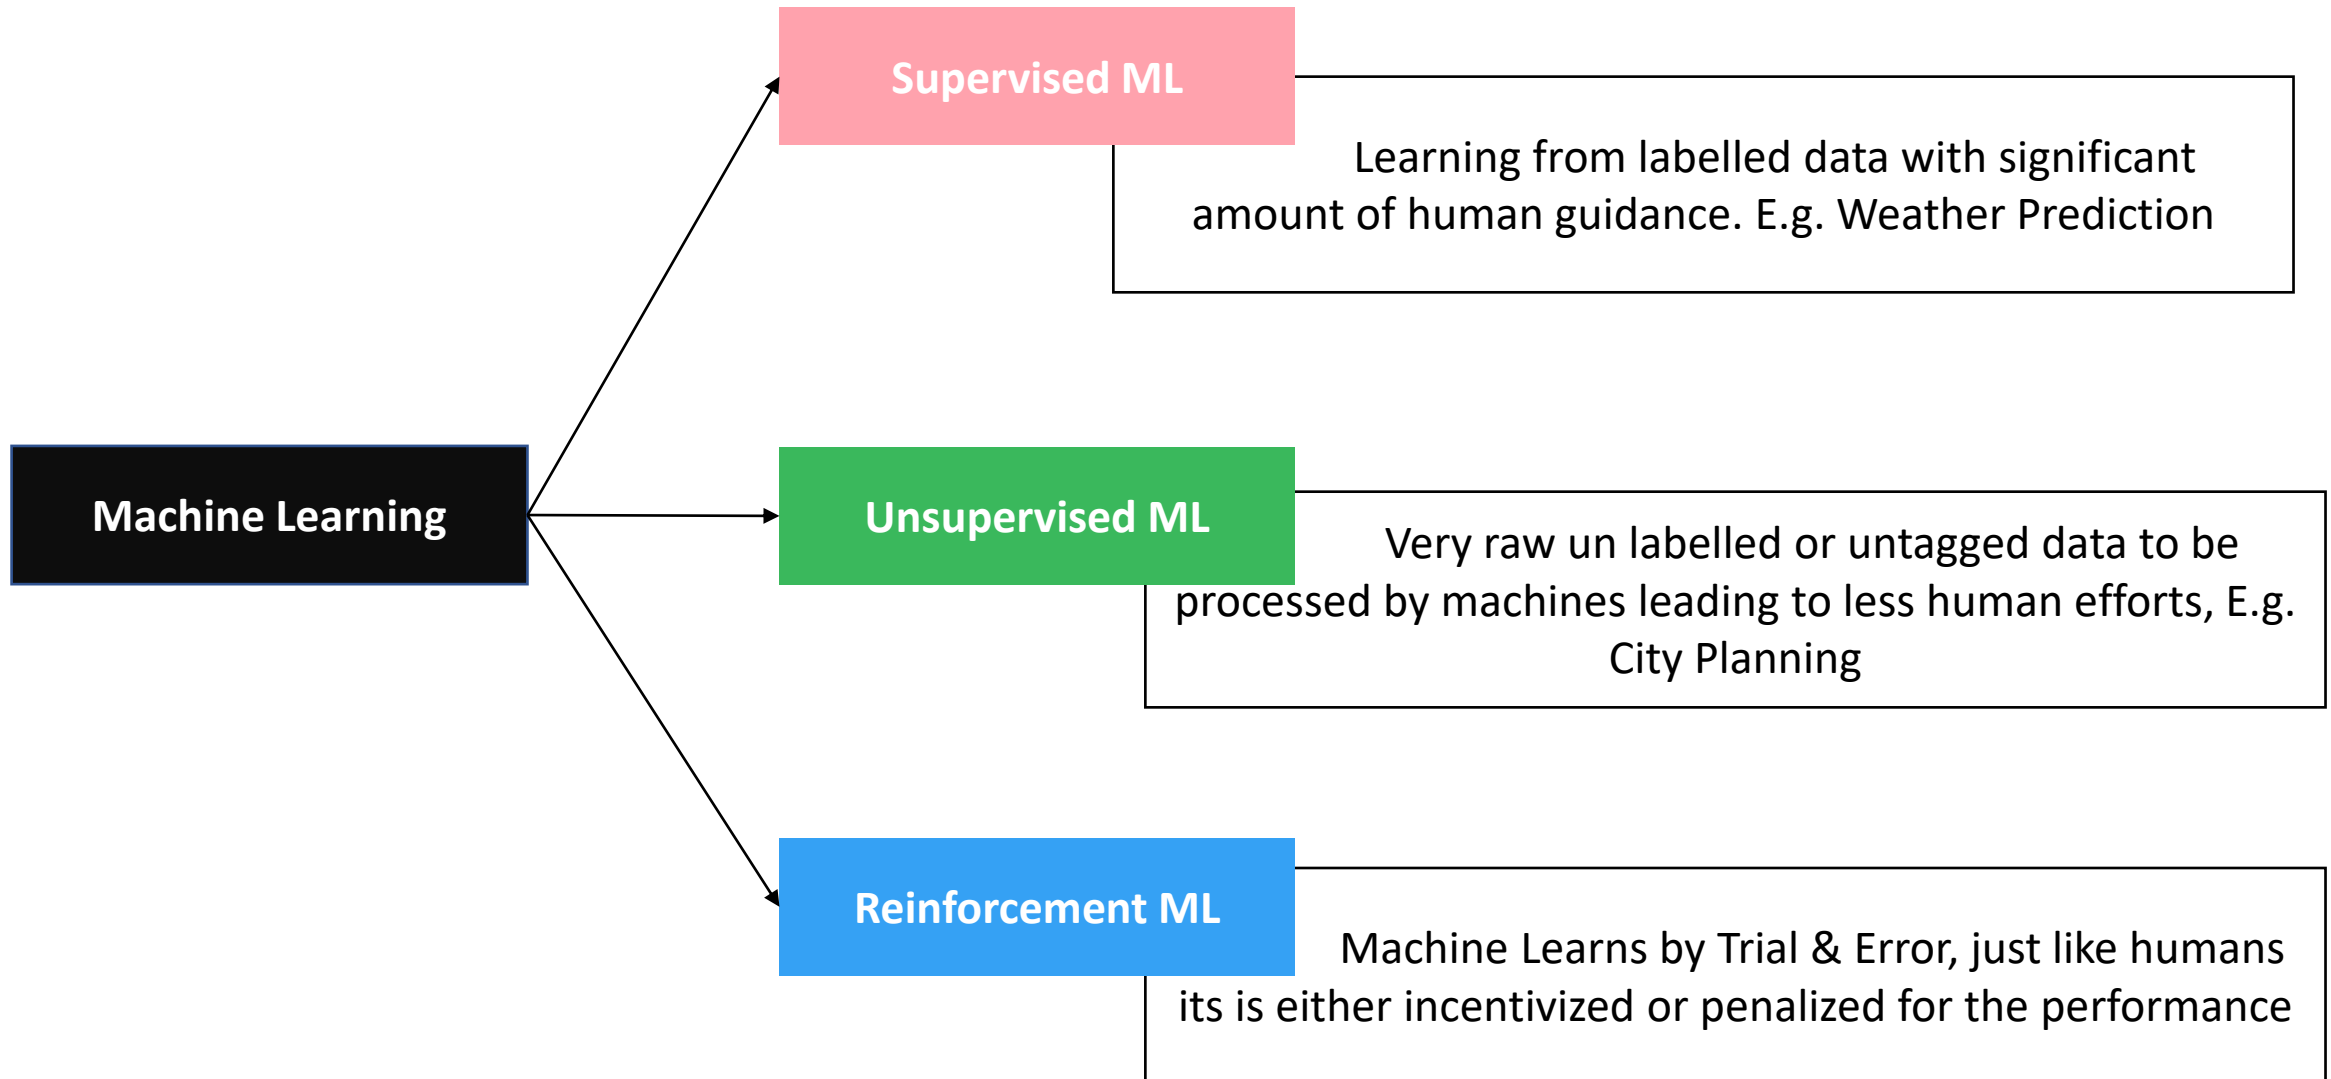 Supervised ML
Learning from labelled data with significant
amount of human guidance. E.g. Weather Prediction
Machine Learning
Unsupervised ML
Very raw un labelled or untagged data to be
processed by machines leading to less human efforts, E.g.
City Planning
Reinforcement ML
Machine Learns by Trial & Error, just like humans
its is either incentivized or penalized for the performance